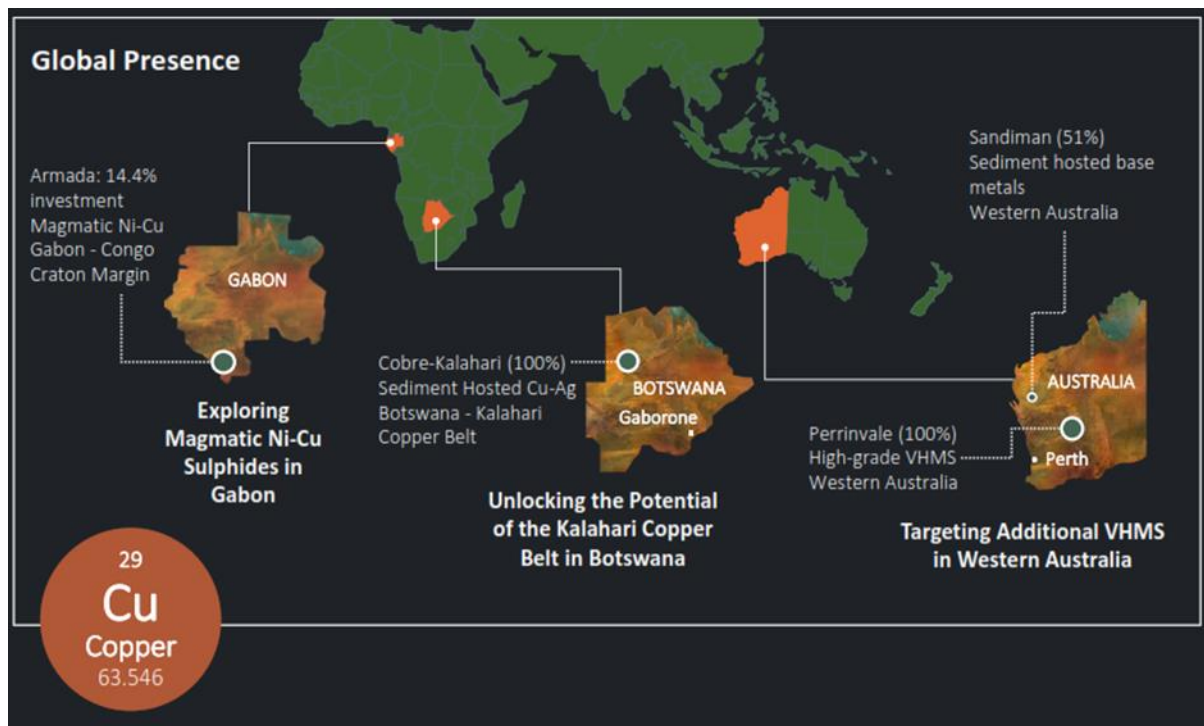 Global Presence
Armada: 14.4%
investment
Magmatic Ni-Cu
Gabon - Congo
Craton Margin
GABON
Exploring
Magmatic Ni-Cu
Sulphides in
Gabon
Cobre-Kalahari (100%)
Sediment Hosted Cu-Ag
Botswana - Kalahari
Copper Belt
BOTSWANA
Gaborone
Unlocking the Potential
of the Kalahari Copper
Belt in Botswana
Sandiman (51%)
Sediment hosted base
metals
Western Australia
AUSTRALIA
Perrinvale (100%)
High-grade VHMS
Western Australia
Perth
Targeting Additional VHMS
in Western Australia
29
Cu
Copper
63.546